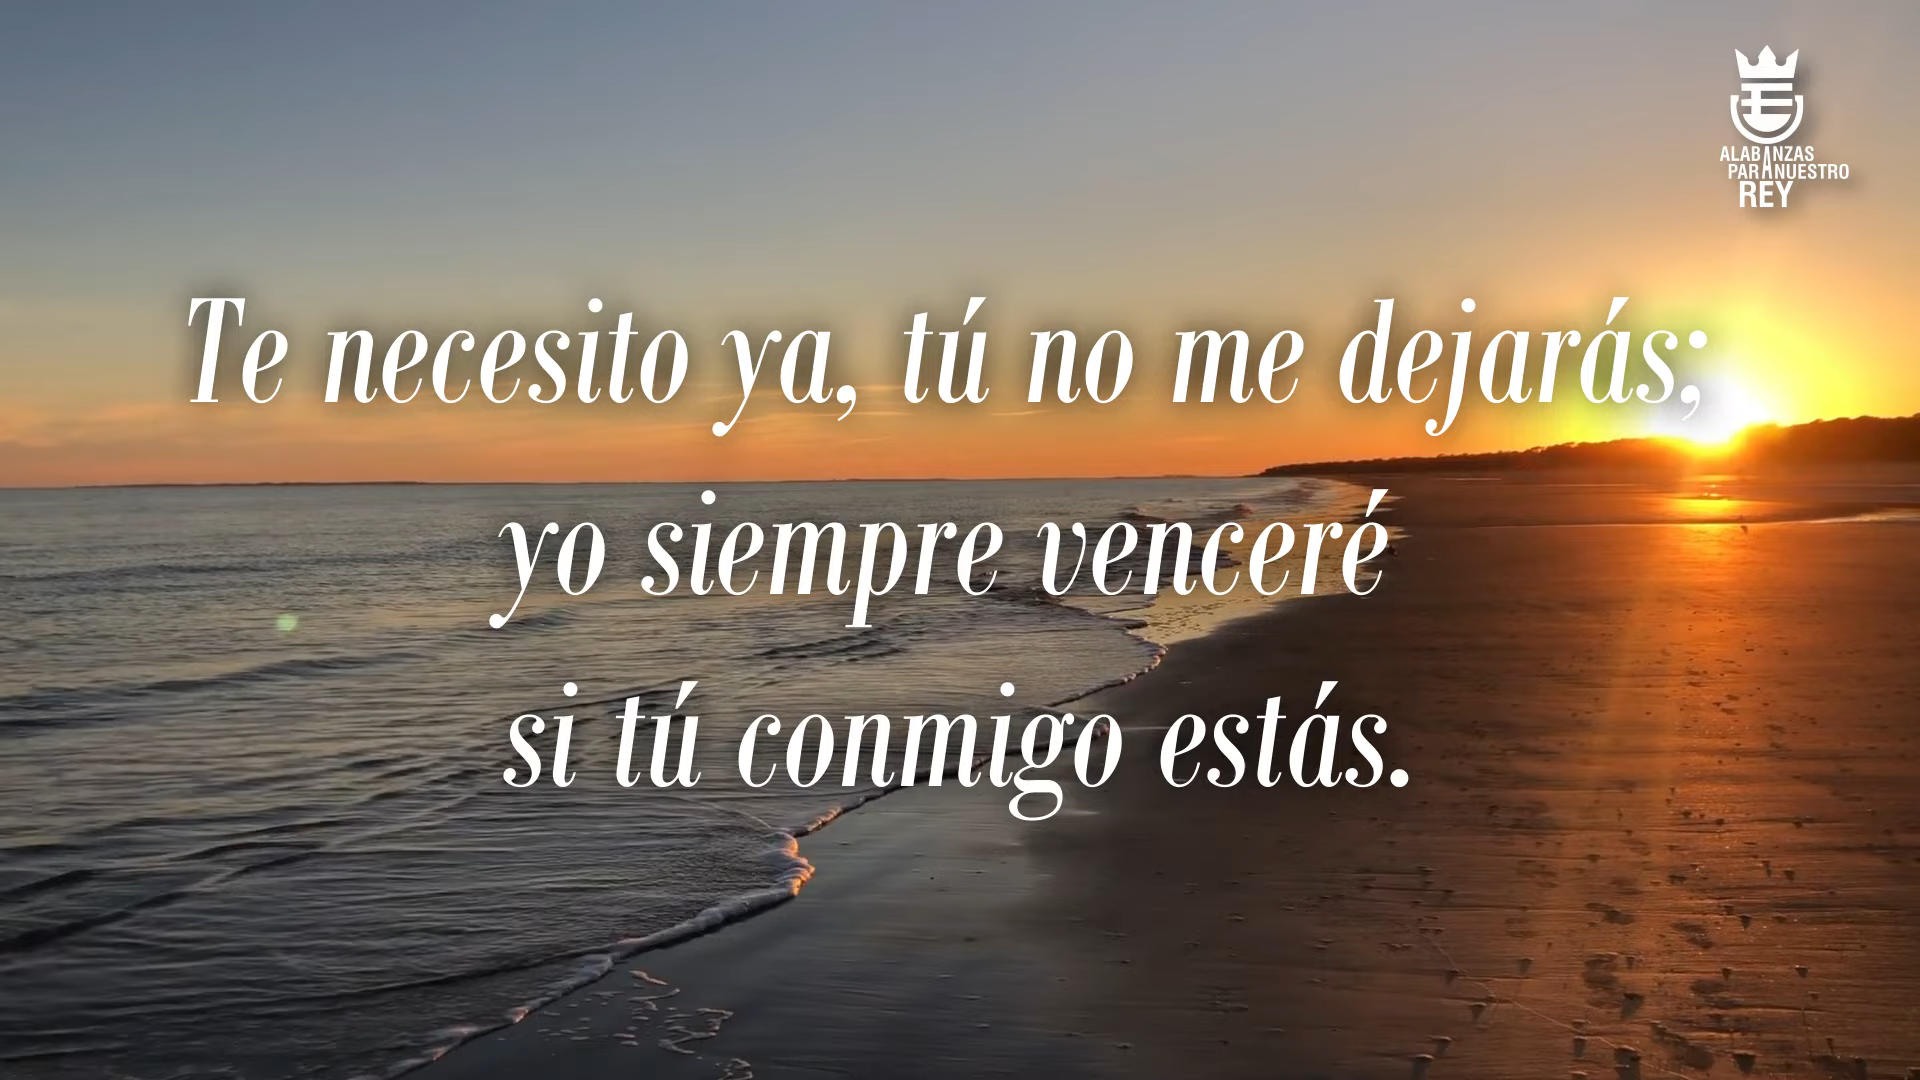 ALABANZAS
PARA NUESTRO
REY
Te necesito ya, tú no me dejarás;
yo siempre venceré
si tú conmigo estás.